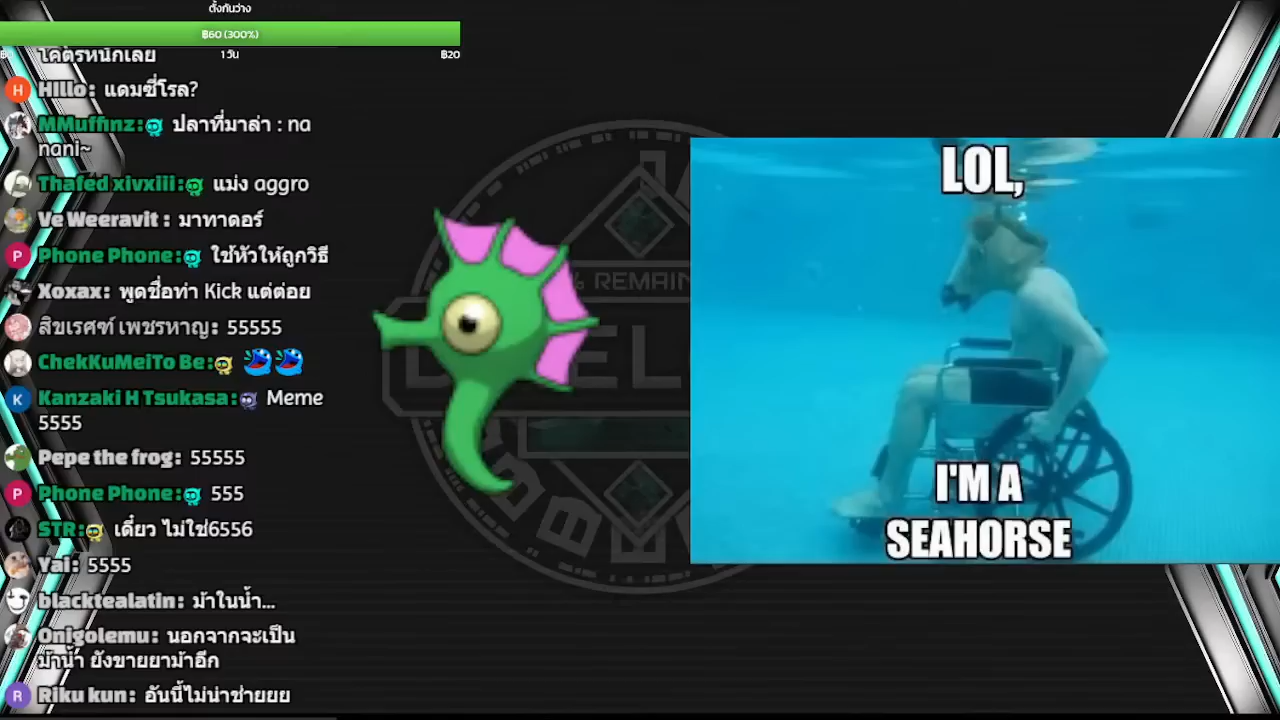 ตั้งกันว่าง
฿60 (300%)
1 วัน
฿20
โคตรหนักเลย
HIllo: แดมซี่โรล?
MMuffinz: ปลาที่มาล่า : na
nani~
Thafed xivxiii: แม่ง aggro
Ve Weeravit : มาทาดอร์
Phone Phone: ใช้หัวให้ถูกวิธี
Xoxax: พูดชื่อท่า Kick แต่ต่อย
สิขเรศฑ์ เพชรหาญ: 55555
ChekKuMeiTo Be:
Kanzaki H Tsukasa: Meme
5555
Pepe the frog: 55555
Phone Phone: 555
STR: เดี๋ยว ไม่ใช่6556
Yai: 5555
blacktealatin: ม้าในน้ำ...
Onigolemu: นอกจากจะเป็น
ม้าน้ำ ยังขายยาม้าอีก
Riku kun: อันนี้ไม่น่าช่ายยย
% REMAIN
LOL,
I'M A
SEAHORSE